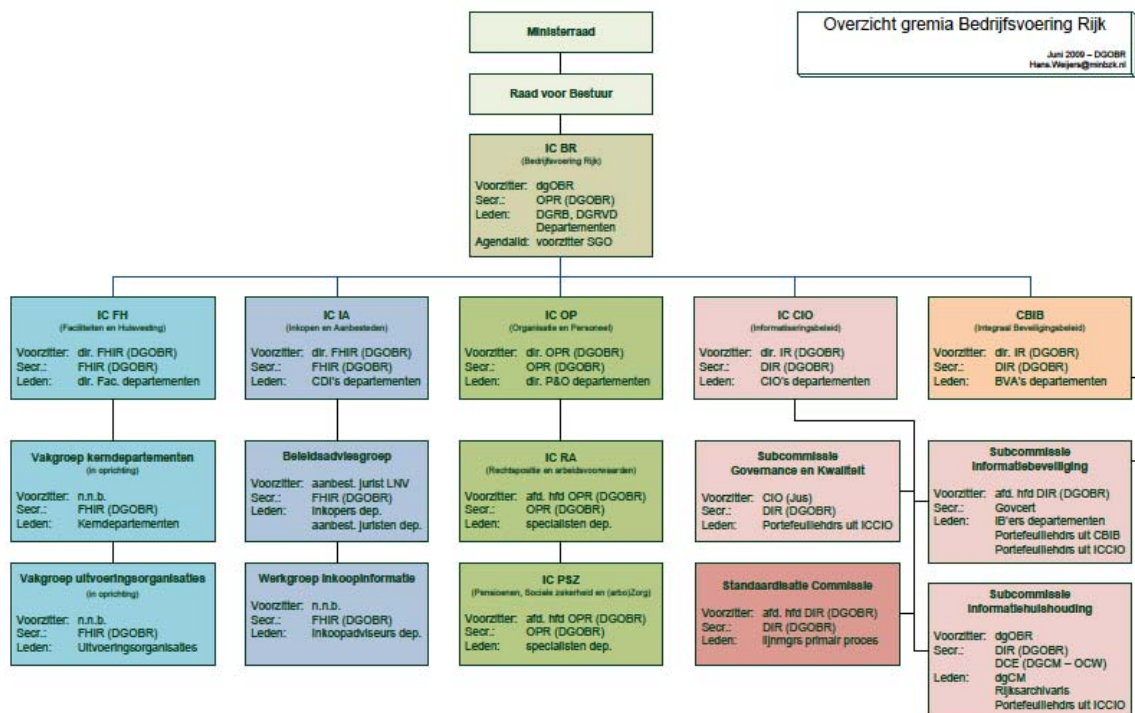 Overzicht gremia Bedrijfsvoering Rijk
Juni 2009 – DGOBR
Hans.Weijers@minbzk.nl
Ministerraad
Raad voor Bestuur
IC BR
(Bedrijfsvoering Rijk)
Voorzitter: dgOBR
Secr.: OPR (DGOBR)
Leden: DGRB, DGRVD
Departementen
Agendalid: voorzitter SGO
IC FH
(Faciliteiten en Huisvesting)
Voorzitter: dir. FHIR (DGOBR)
Secr.: FHIR (DGOBR)
Leden: dir. Fac. departementen
IC IA
(Inkopen en Aanbesteden)
Voorzitter: dir. FHIR (DGOBR)
Secr.: FHIR (DGOBR)
Leden: CDI's departementen
IC OP
(Organisatie en Personeel)
Voorzitter: dir. OPR (DGOBR)
Secr.: OPR (DGOBR)
Leden: dir. P&O departementen
IC CIO
(Informatiseringsbeleid)
Voorzitter: dir. IR (DGOBR)
Secr.: DIR (DGOBR)
Leden: CIO's departementen
CBIB
(Integraal Beveiligingsbeleid)
Voorzitter: dir. IR (DGOBR)
Secr.: DIR (DGOBR)
Leden: BVA's departementen
Vakgroep kerndepartementen
(in oprichting)
Voorzitter: n.n.b.
Secr.: FHIR (DGOBR)
Leden: Kerndepartementen
Beleidsadviesgroep
Voorzitter: aanbest. jurist LNV
Secr.: FHIR (DGOBR)
Leden: Inkopers dep.
aanbest. juristen dep.
IC RA
(Rechtspositie en arbeidsvoorwaarden)
Voorzitter: afd. hfd OPR (DGOBR)
Secr.: OPR (DGOBR)
Leden: specialisten dep.
Subcommissie
Governance en Kwaliteit
Voorzitter: CIO (Jus)
Secr.: DIR (DGOBR)
Leden: Portefeuillehdrs uit ICCIO
Subcommissie
Informatiebeveiliging
Voorzitter: afd. hfd DIR (DGOBR)
Secr.: Govcert
Leden: IB'ers departementen
Portefeuillehdrs uit CBIB
Portefeuillehdrs uit ICCIO
Vakgroep uitvoeringsorganisaties
(in oprichting)
Voorzitter: n.n.b.
Secr.: FHIR (DGOBR)
Leden: Uitvoeringsorganisaties
Werkgroep Inkoopinformatie
Voorzitter: n.n.b.
Secr.: FHIR (DGOBR)
Leden: Inkoopadviseurs dep.
IC PSZ
(Pensioenen, Sociale zekerheid en (arbo)Zorg)
Voorzitter: afd. hfd OPR (DGOBR)
Secr.: OPR (DGOBR)
Leden: specialisten dep.
Standaardisatie Commissie
Voorzitter: afd. hfd DIR (DGOBR)
Secr.: DIR (DGOBR)
Leden: lijnmgrs primair proces
Subcommissie
Informatiehuishouding
Voorzitter: dgOBR
Secr.: DIR (DGOBR)
DCE (DGCM – OCW)
Leden: dgCM
Rijksarchivaris
Portefeuillehdrs uit ICCIO